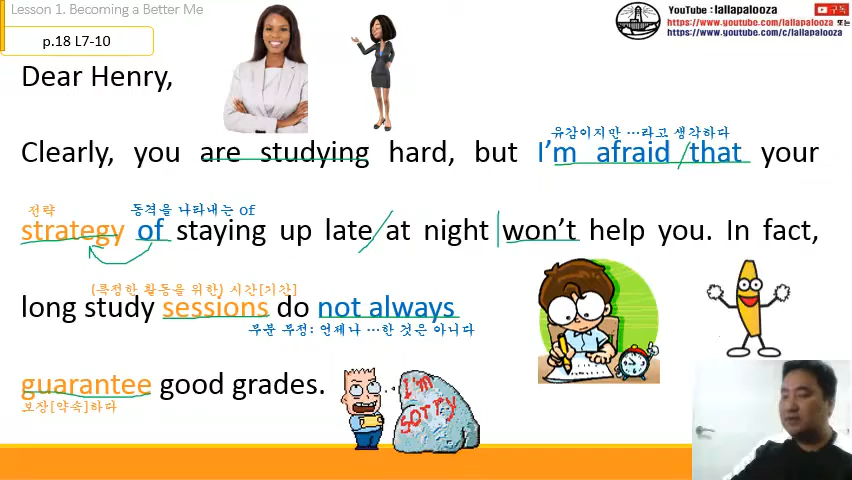 Lesson 1. Becoming a Better Me
p.18 L7-10
YouTube : lallapalooza 구독
https://www.youtube.com/lallapalooza 또는
https://www.youtube.com/c/lallapalooza
Dear Henry,
유감이지만 …라고 생각하다
Clearly, you are studying hard, but I'm afraid that your
전략 동격을 나타내는 of
strategy of staying up late at night won't help you. In fact,
(특정한 활동을 위한) 시간[기간]
long study sessions do not always
부분 부정: 언제나 …한 것은 아니다
guarantee good grades.
보장[약속]하다
I'm
SORRY